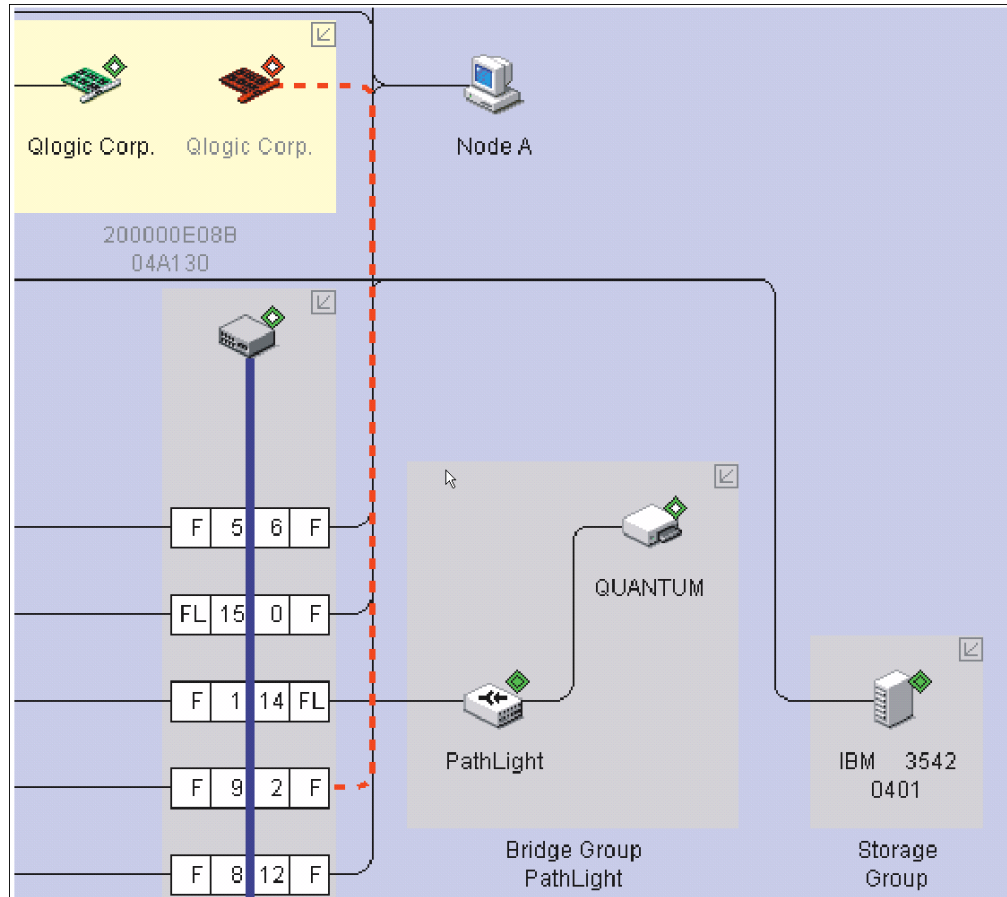 Qlogic Corp. Qlogic Corp.
Node A
200000E08B
04A130
F 5 6 F
QUANTUM
FL 15 0 F
F 1 14 FL
PathLight
IBM 3542
0401
F 9 2 F
F 8 12 F
Bridge Group
PathLight
Storage
Group